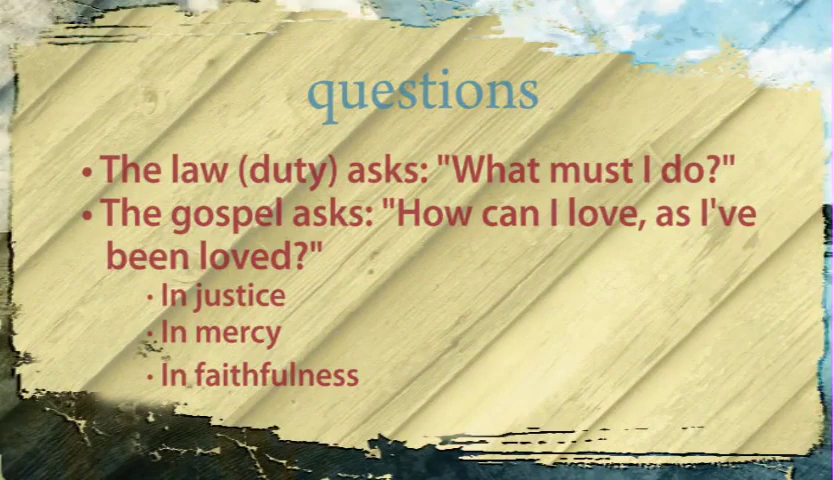 questions
• The law (duty) asks: "What must I do?"
• The gospel asks: "How can I love, as I've
been loved?"
· In justice
· In mercy
· In faithfulness